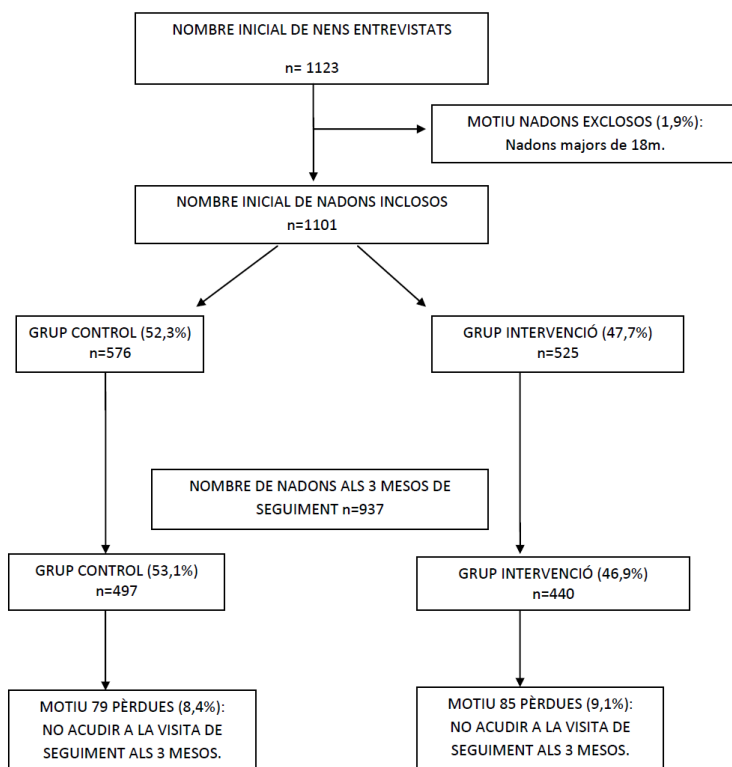 NOMBRE INICIAL DE NENS ENTREVISTATS
n= 1123
MOTIU NADONS EXCLOSOS (1,9%):
Nadons majors de 18m.
NOMBRE INICIAL DE NADONS INCLOSOS
n=1101
GRUP CONTROL (52,3%)
n=576
GRUP INTERVENCIÓ (47,7%)
n=525
NOMBRE DE NADONS ALS 3 MESOS DE
SEGUIMENT n=937
GRUP CONTROL (53,1%)
n=497
GRUP INTERVENCIÓ (46,9%)
n=440
MOTIU 79 PÈRDUES (8,4%):
NO ACUDIR A LA VISITA DE
SEGUIMENT ALS 3 MESOS.
MOTIU 85 PÈRDUES (9,1%):
NO ACUDIR A LA VISITA DE
SEGUIMENT ALS 3 MESOS.